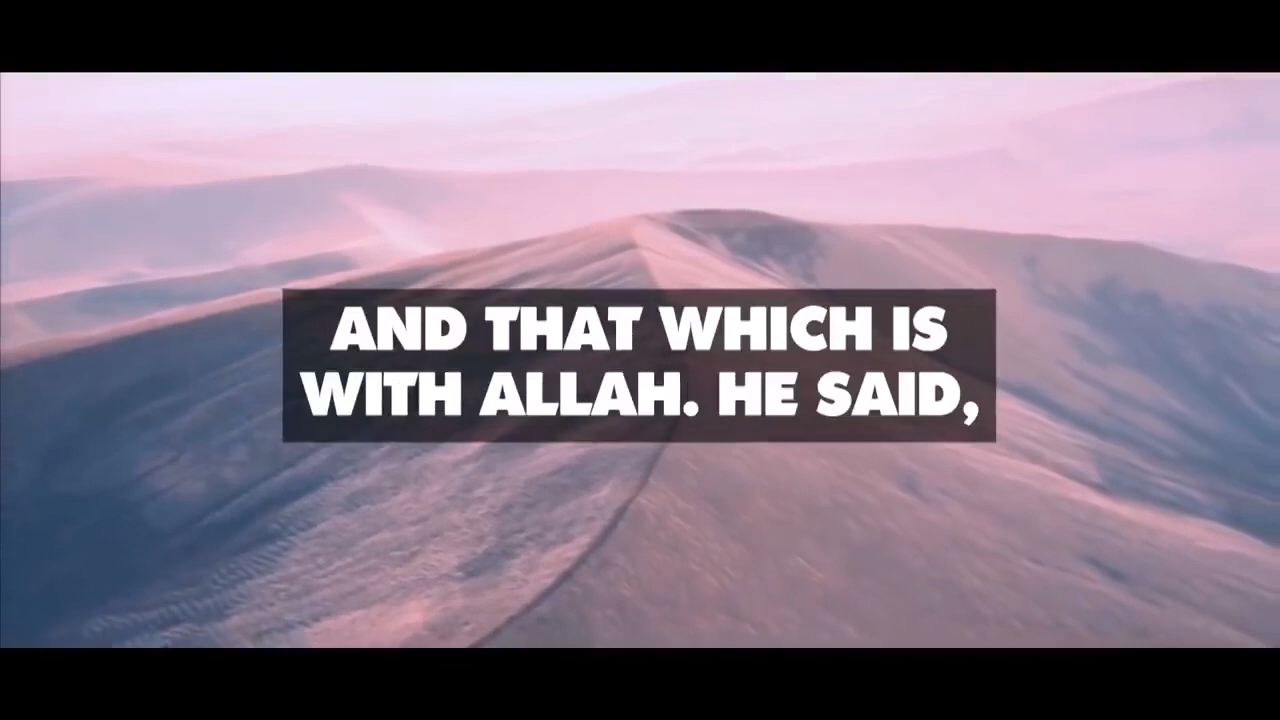 AND THAT WHICH IS
WITH ALLAH. HE SAID,